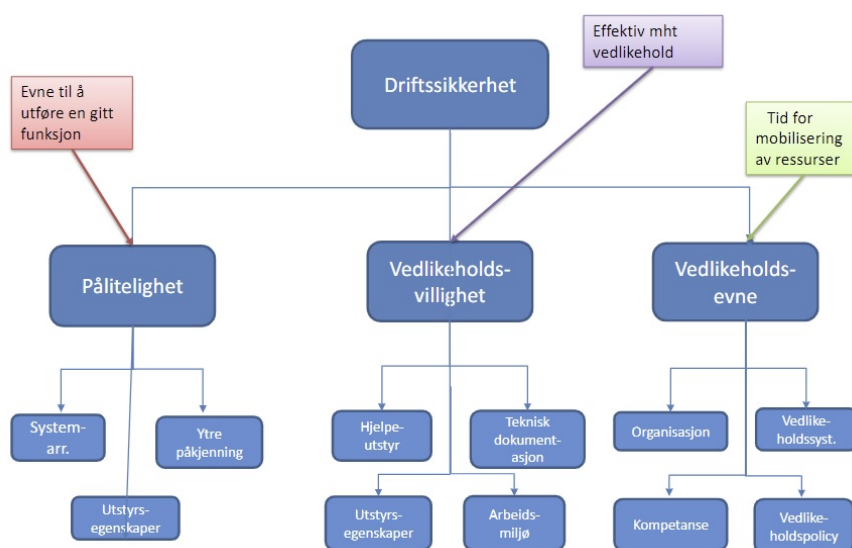 Effektiv mht
vedlikehold
Driftssikkerhet
Evne til å
utføre en gitt
funksjon
Tid for
mobilisering
av ressurser
Pålitelighet
Vedlikeholds-
villighet
Vedlikeholds-
evne
System-
arr.
Ytre
påkjenning
Utstyrs-
egenskaper
Hjelpe-
utstyr
Teknisk
dokument-
asjon
Utstyrs-
egenskaper
Arbeids-
miljø
Organisasjon
Vedlike-
holdssyst.
Kompetanse
Vedlike-
holdspolicy